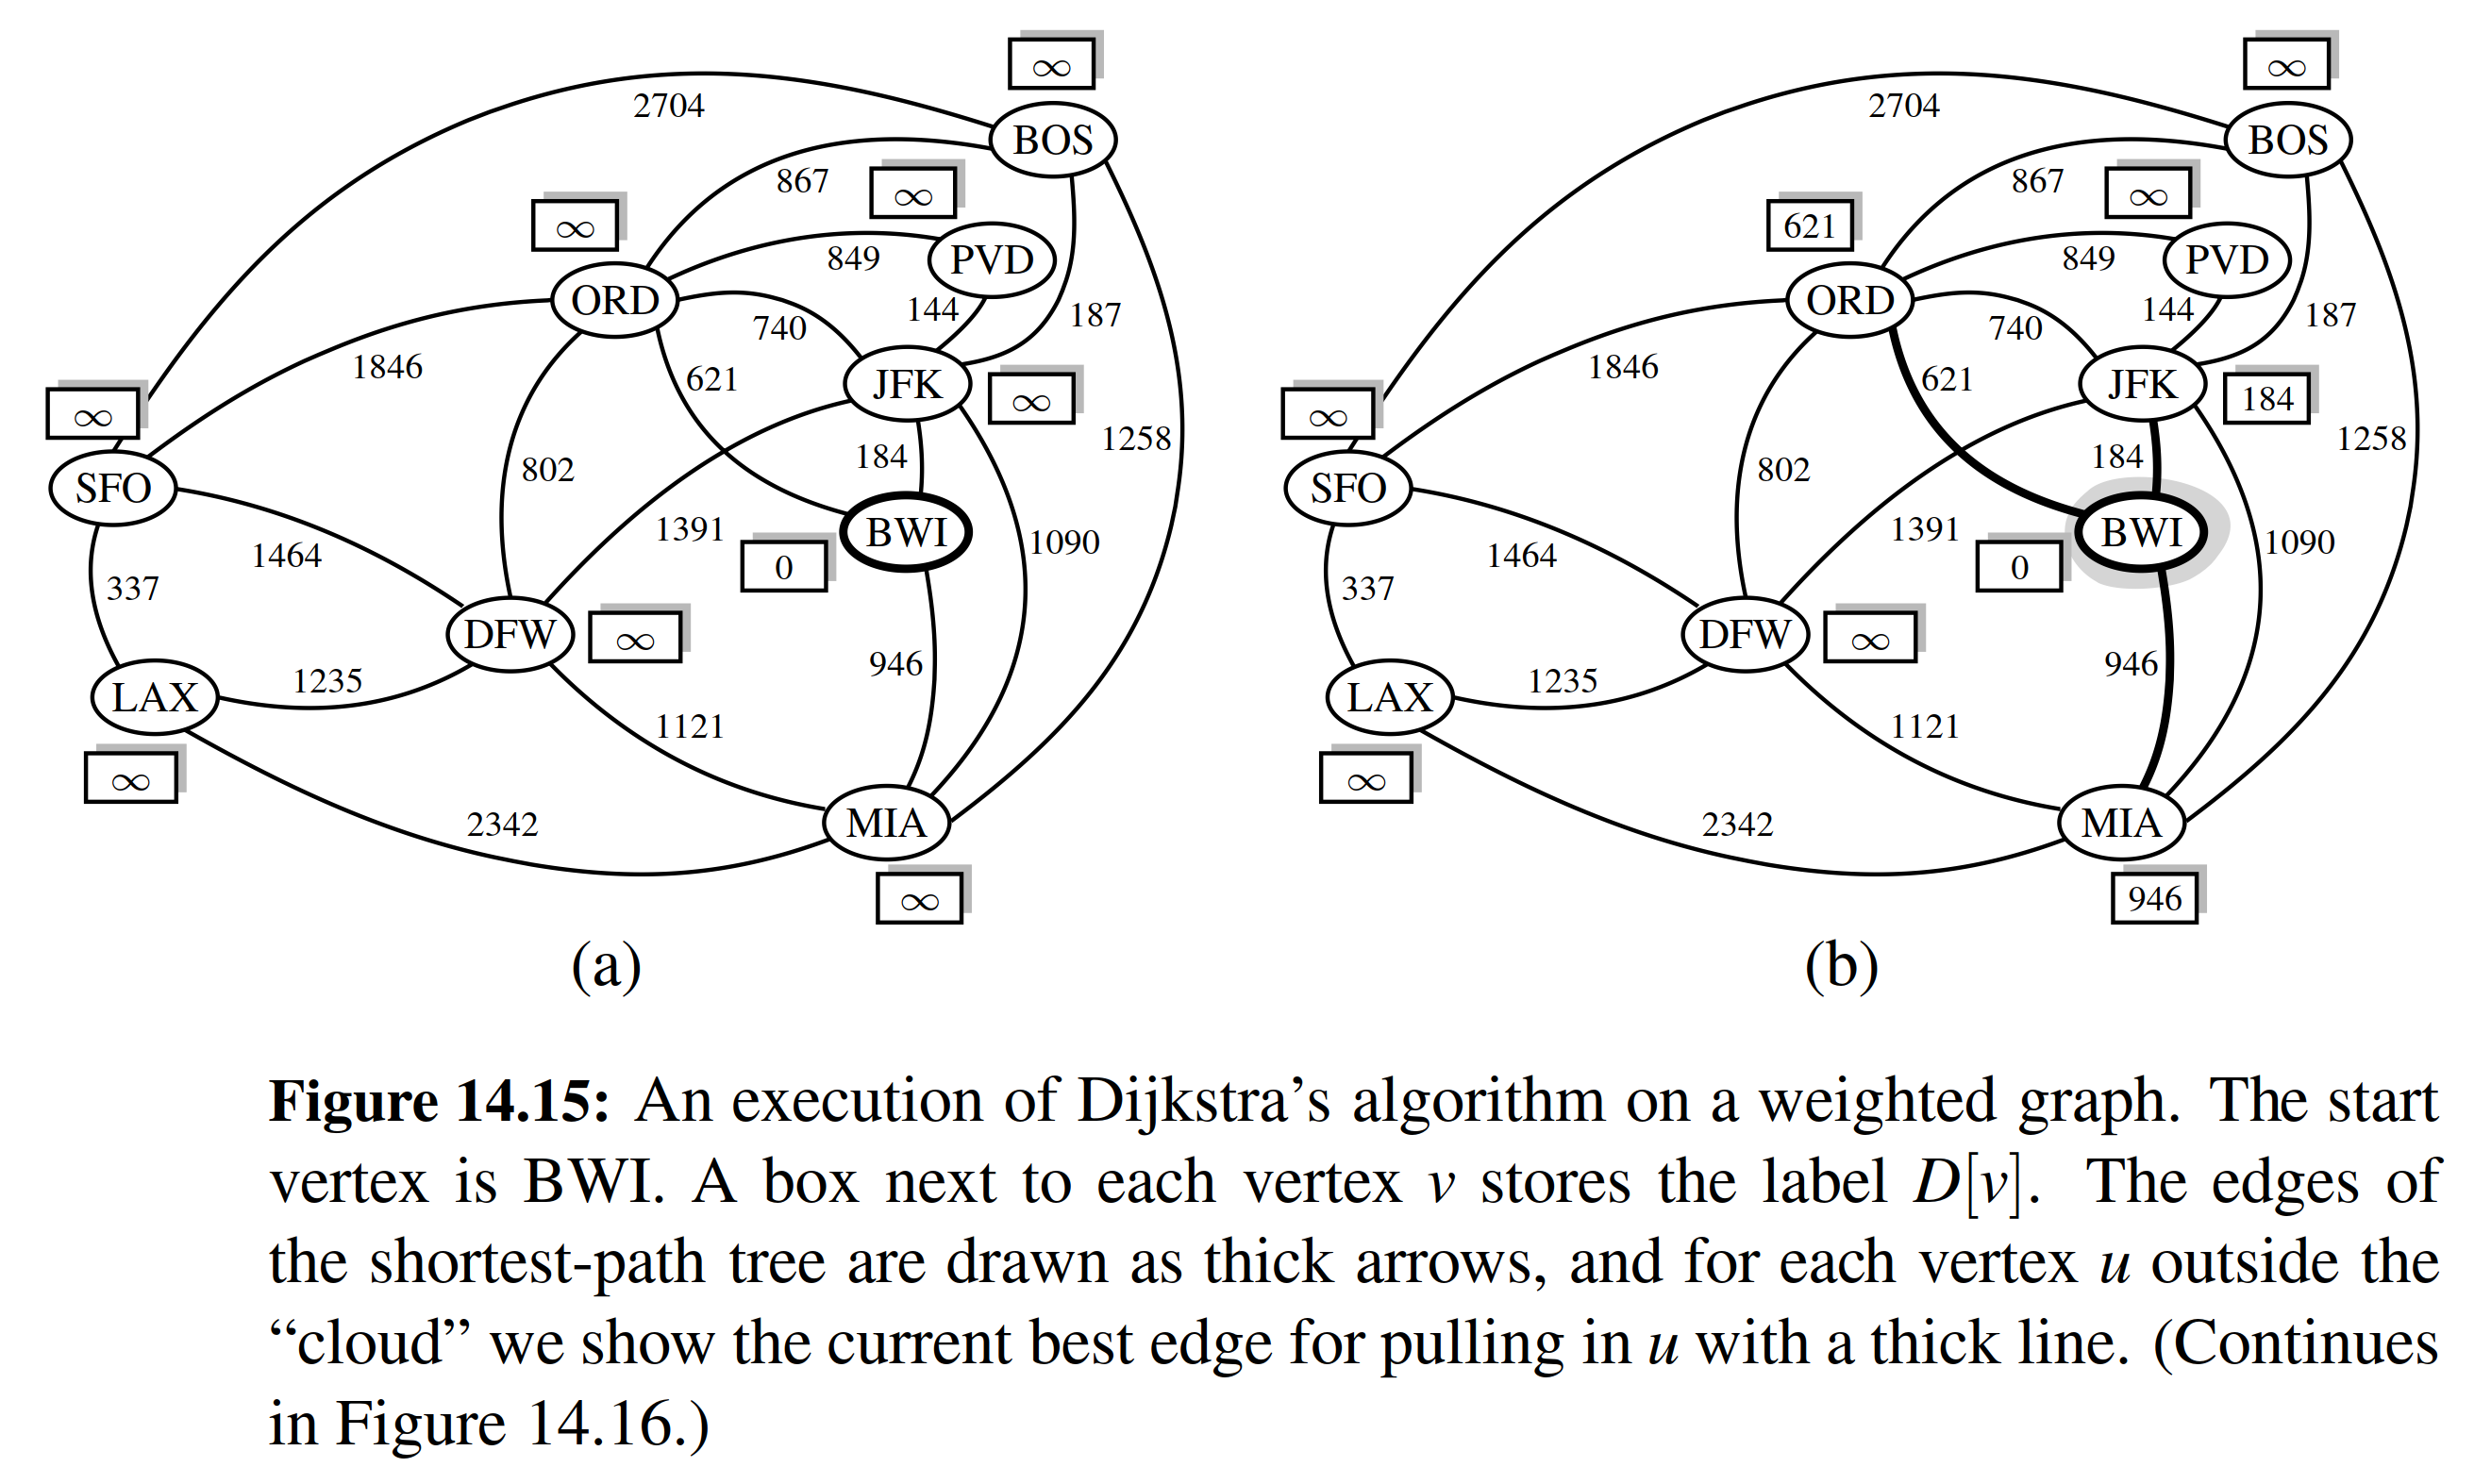 ∞
2704
BOS
867
∞
∞
849
PVD
ORD
144
187
740
1846
JFK
621
∞
∞
1258
184
802
SFO
BWI
1391
1090
1464
0
337
DFW
∞
946
1235
LAX
1121
∞
2342
MIA
∞
(a)
∞
2704
BOS
867
∞
621
849
PVD
ORD
144
187
740
1846
JFK
621
184
∞
1258
184
802
SFO
BWI
1391
1090
1464
0
337
DFW
∞
946
1235
LAX
1121
∞
2342
MIA
946
(b)
Figure 14.15: An execution of Dijkstra’s algorithm on a weighted graph. The start
vertex is BWI. A box next to each vertex v stores the label D[v]. The edges of
the shortest-path tree are drawn as thick arrows, and for each vertex u outside the
“cloud” we show the current best edge for pulling in u with a thick line. (Continues
in Figure 14.16.)